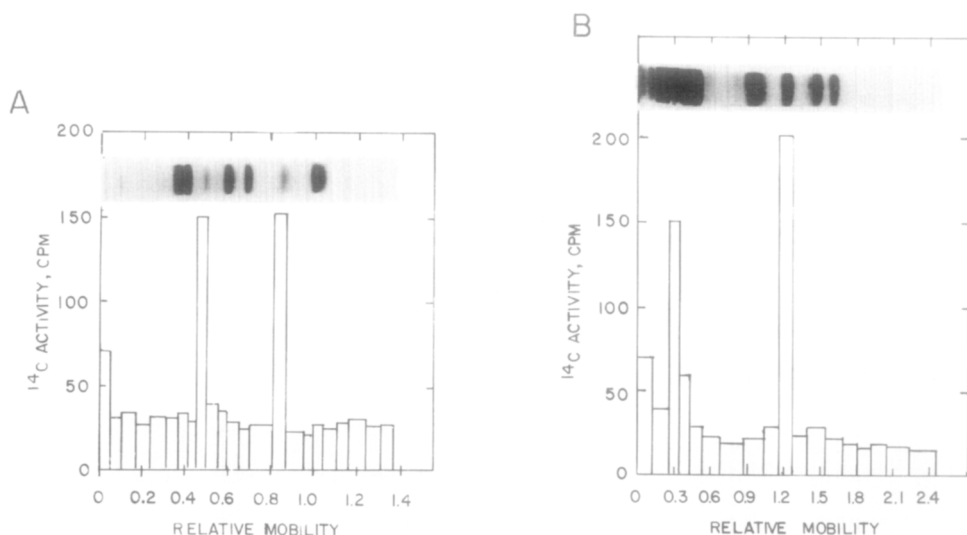 A
200
150
100
50
0
14C ACTIVITY, CPM
0 0.2 0.4 0.6 0.8 1.0 1.2 1.4
RELATIVE MOBILITY
B
200
150
100
50
0
14C ACTIVITY, CPM
0 0.3 0.6 0.9 1.2 1.5 1.8 2.1 2.4
RELATIVE MOBILITY